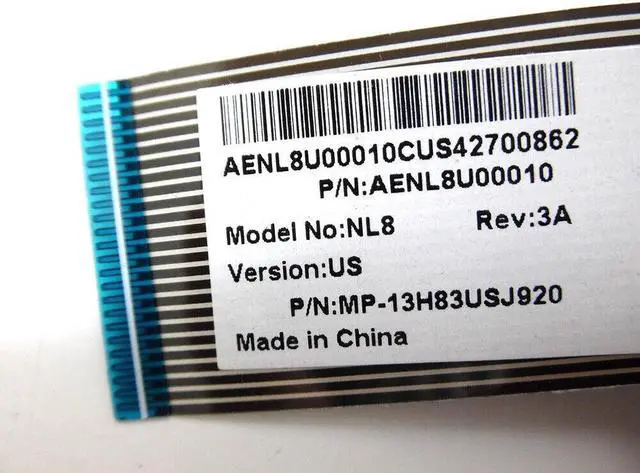 AENL8U00010CUS42700862
P/N:AENL8U00010
Model No:NL8 Rev:3A
Version:US
P/N:MP-13H83USJ920
Made in China